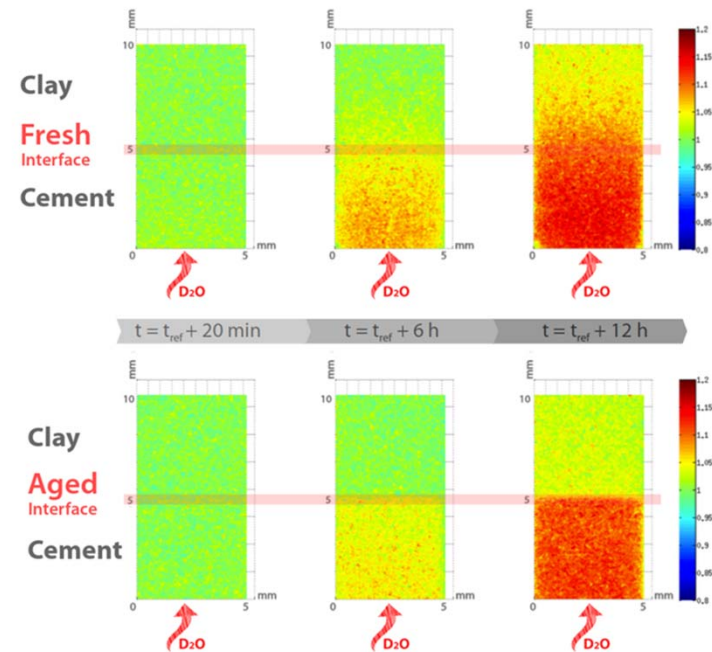 mm
mm
mm
10
10
10
1.2
1.15
1.1
1.05
1
0.95
0.9
0.85
0.8
Clay
Fresh
Interface
Cement
5
5
5
0
5
mm
0
5
mm
0
5
mm
D₂O
D₂O
D₂O
t = t_ref + 20 min
t = t_ref + 6 h
t = t_ref + 12 h
mm
mm
mm
10
10
10
1.2
1.15
1.1
1.05
1
0.95
0.9
0.85
0.8
Clay
Aged
Interface
Cement
5
5
5
0
5
mm
0
5
mm
0
5
mm
D₂O
D₂O
D₂O